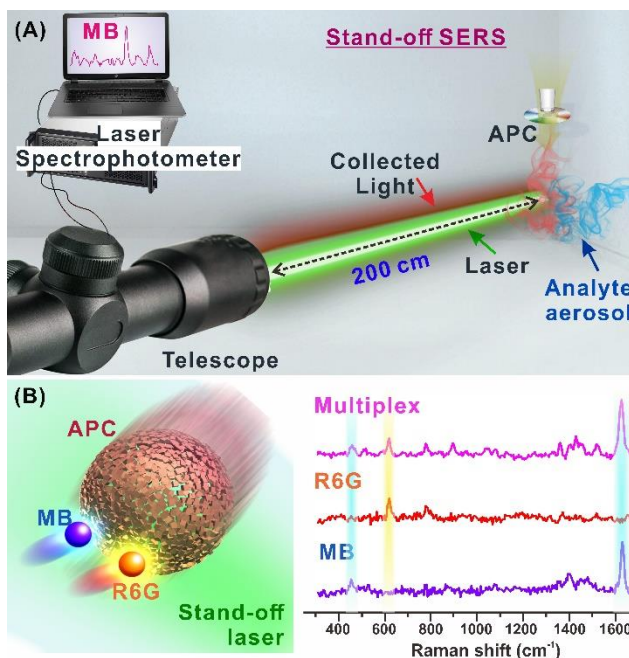 (A)
MB
Stand-off SERS
Laser
Spectrophotometer
APC
Collected
Light
200 cm
Laser
Analyte
aerosol
Telescope
(B)
APC
MB
R6G
Stand-off
laser
Multiplex
R6G
MB
400 600 800 1000 1200 1400 1600
Raman shift (cm⁻¹)